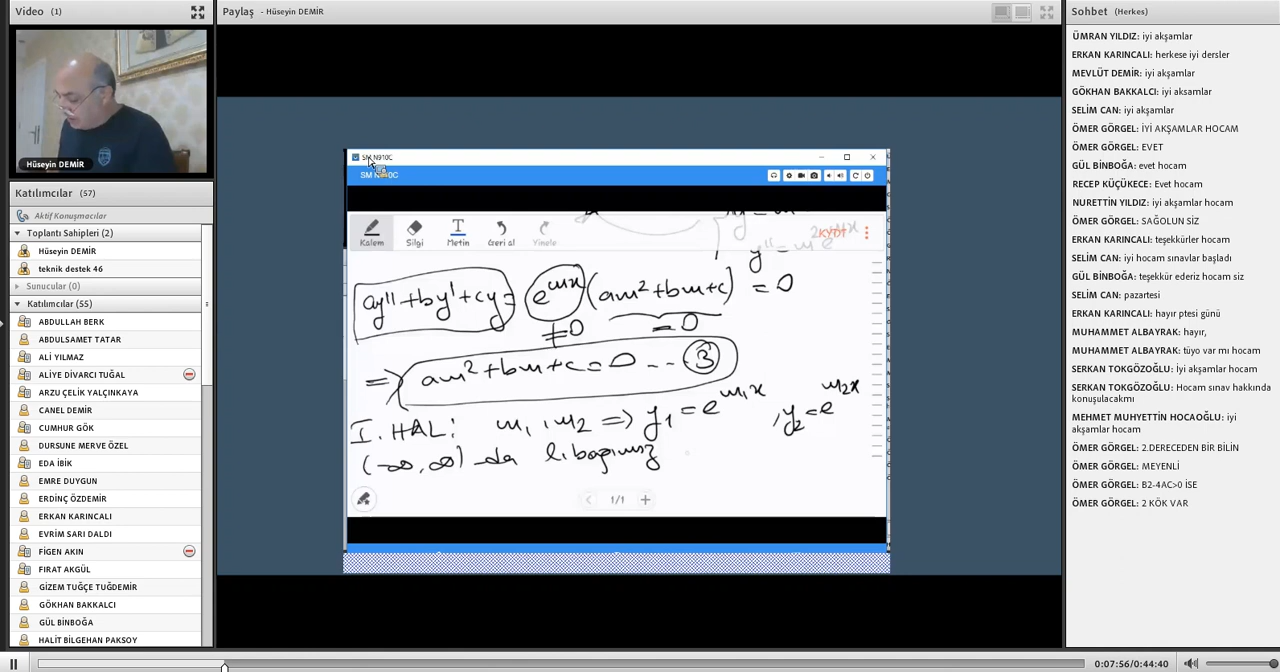 Video (1)
Hüseyin DEMİR
Katılımcılar (57)
Aktif Konuşmacılar
Toplantı Sahipleri (2)
Hüseyin DEMİR
teknik destek 46
Sunucular (0)
Katılımcılar (55)
ABDULLAH BERK
ABDULSAMET TATAR
ALİ YILMAZ
ALİYE DİVARCI TUĞAL
ARZU ÇELİK YALÇINKAYA
CANEL DEMİR
CUMHUR GÖK
DURSUNE MERVE ÖZEL
EDA İBİK
EMRE DUYGUN
ERDİNÇ ÖZDEMİR
ERKAN KARINCALI
EVRİM SARI DALDI
FİGEN AKIN
FIRAT AKGÜL
GİZEM TUĞÇE TUĞDEMİR
GÖKHAN BAKKALCI
GÜL BİNBOĞA
HALİT BİLGEHAN PAKSOY
Paylaş - Hüseyin DEMİR
SM N910C
Kalem Silgi Metin Geri al Yinele
ay''+by'+cy= e^mx (am²+bm+c) = 0
≠0 =0
=> am²+bm+c=0 -- ③
I. HAL: m₁, m₂ => y₁=e^m₁x , y₂=e^m₂x
(-∞,∞) da li bağımsız
1/1
Sohbet (Herkes)
ÜMRAN YILDIZ: iyi akşamlar
ERKAN KARINCALI: herkese iyi dersler
MEVLÜT DEMİR: iyi akşamlar
GÖKHAN BAKKALCI: iyi aksamlar
SELİM CAN: iyi akşamlar
ÖMER GÖRGEL: İYİ AKŞAMLAR HOCAM
ÖMER GÖRGEL: EVET
GÜL BİNBOĞA: evet hocam
RECEP KÜÇÜKECE: Evet hocam
NURETTİN YILDIZ: iyi akşamlar hocam
ÖMER GÖRGEL: SAĞOLUN SİZ
ERKAN KARINCALI: teşekkürler hocam
SELİM CAN: iyi hocam sınavlar başladı
GÜL BİNBOĞA: teşekkür ederiz hocam siz
SELİM CAN: pazartesi
ERKAN KARINCALI: hayır ptesi günü
MUHAMMET ALBAYRAK: hayır,
MUHAMMET ALBAYRAK: tüyo var mı hocam
SERKAN TOKGÖZOĞLU: İyi akşamlar hocam
SERKAN TOKGÖZOĞLU: Hocam sınav hakkında
konuşulacakmı
MEHMET MUHYETTİN HOCAOĞLU: iyi
akşamlar hocam
ÖMER GÖRGEL: 2.DERECEDEN BİR BİLİN
ÖMER GÖRGEL: MEYENLİ
ÖMER GÖRGEL: B2-4AC>0 İSE
ÖMER GÖRGEL: 2 KÖK VAR
0:07:56/0:44:40